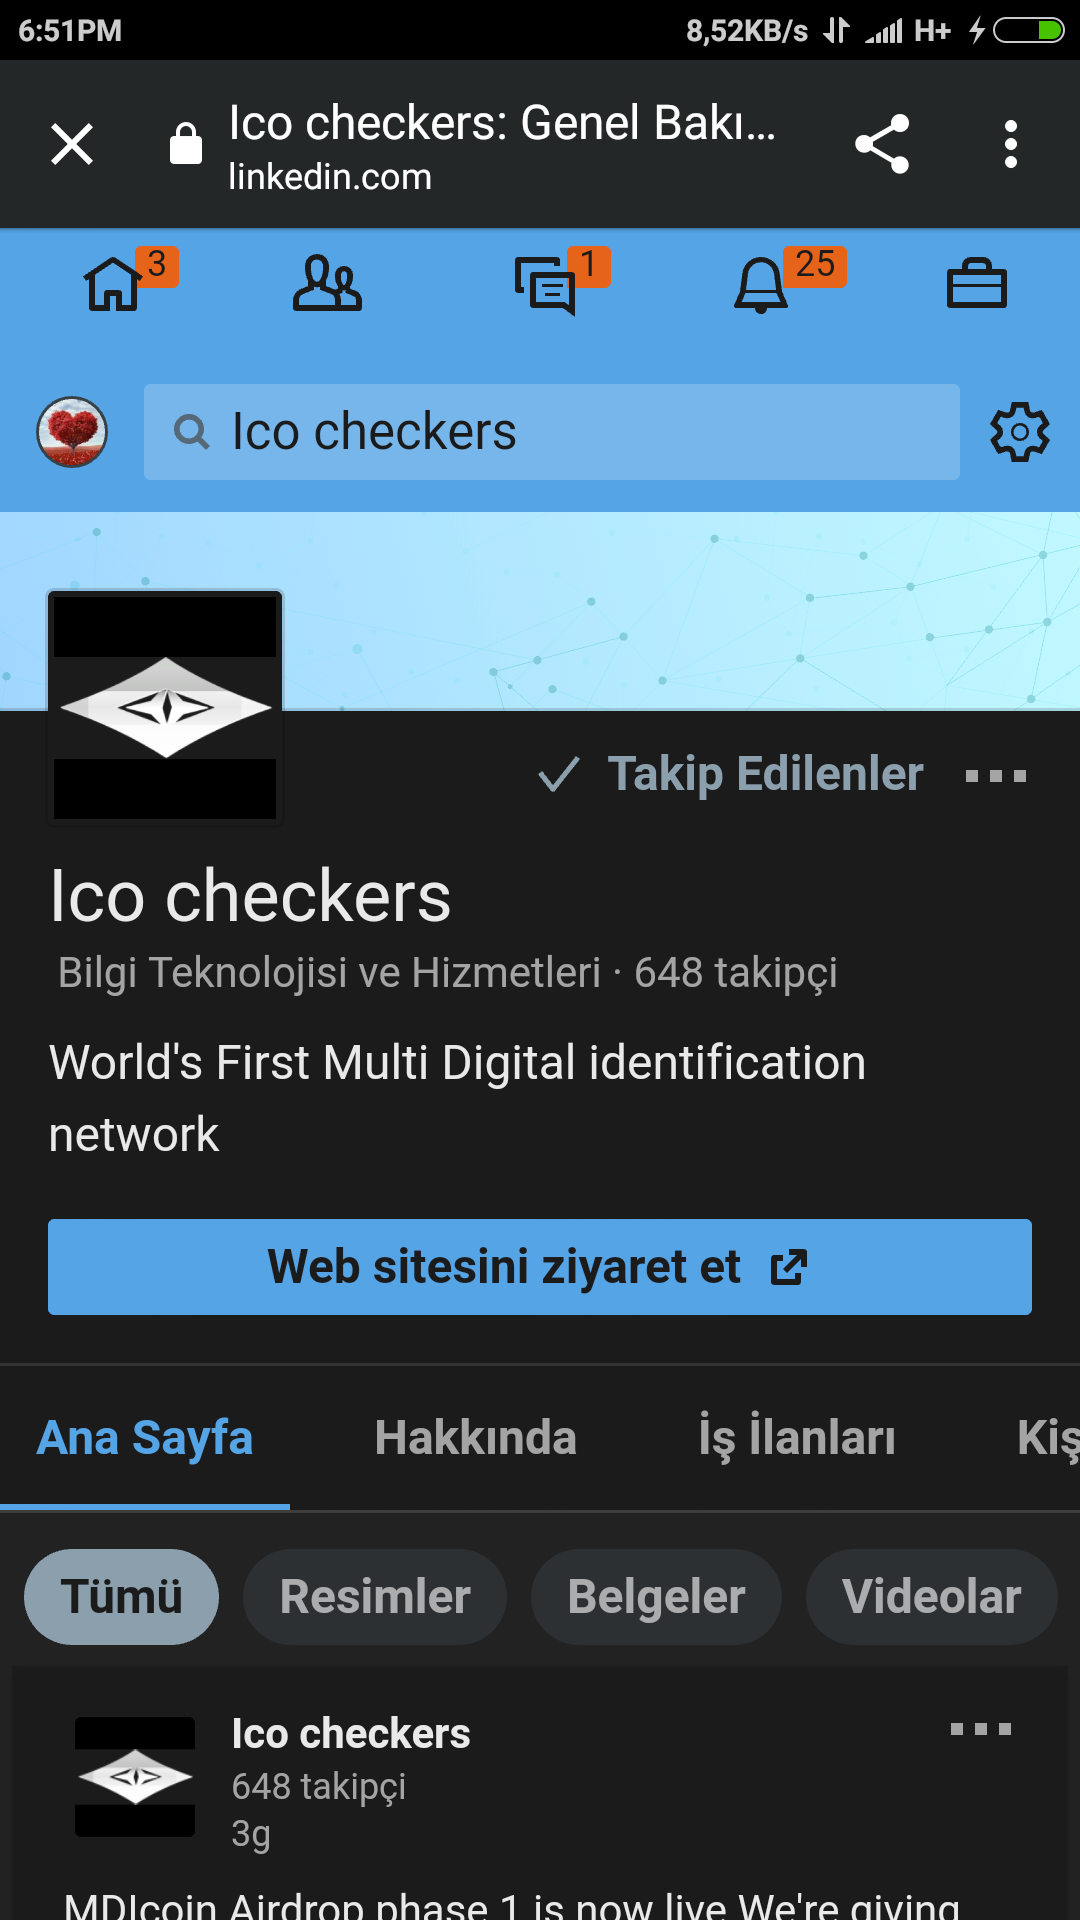 6:51PM 8,52KB/s H+
Ico checkers: Genel Bakı...
linkedin.com
3 1 25
Ico checkers
Takip Edilenler
Ico checkers
Bilgi Teknolojisi ve Hizmetleri · 648 takipçi
World's First Multi Digital identification
network
Web sitesini ziyaret et
Ana Sayfa Hakkında İş İlanları Kiş
Tümü Resimler Belgeler Videolar
Ico checkers
648 takipçi
3g
MDIcoin Airdrop phase 1 is now live We're giving